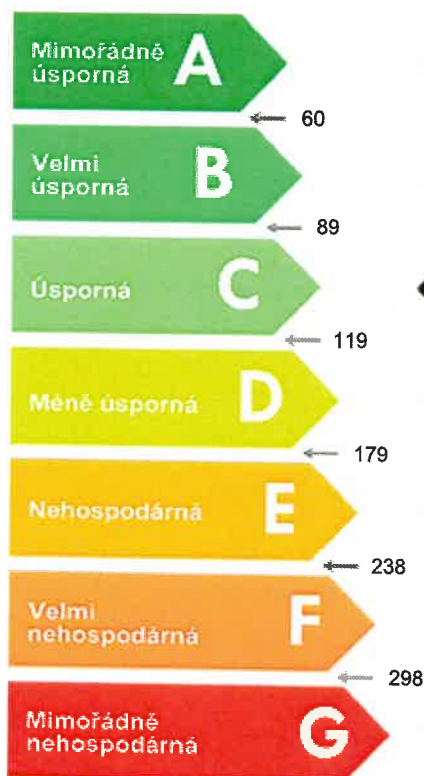 Mimořádně
úsporná A
60
Velmi
úsporná B
89
Úsporná C
119
Méně úsporná D
179
Nehospodárná E
238
Velmi
nehospodárná F
298
Mimořádně
nehospodárná G